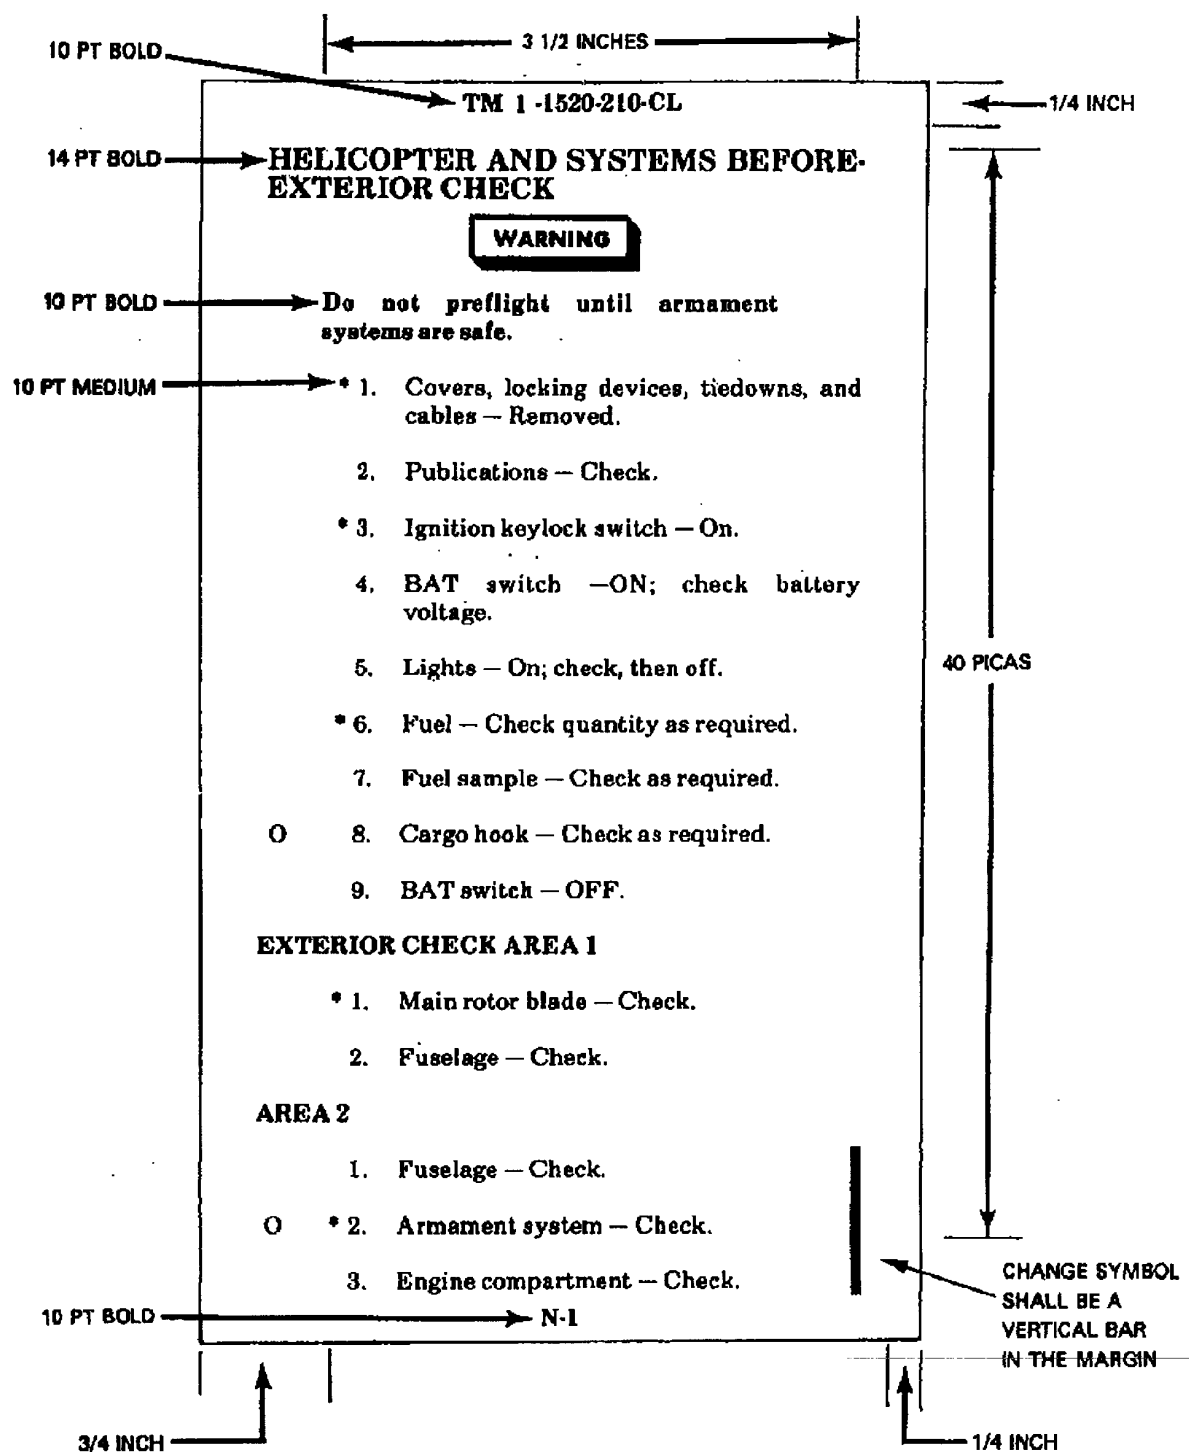 3 1/2 INCHES
10 PT BOLD
TM 1 -1520-210-CL
1/4 INCH
14 PT BOLD
HELICOPTER AND SYSTEMS BEFORE-
EXTERIOR CHECK
WARNING
10 PT BOLD
Do not preflight until armament
systems are safe.
10 PT MEDIUM
* 1. Covers, locking devices, tiedowns, and
cables — Removed.
2. Publications — Check.
* 3. Ignition keylock switch — On.
4. BAT switch —ON; check battery
voltage.
5. Lights — On; check, then off.
40 PICAS
* 6. Fuel — Check quantity as required.
7. Fuel sample — Check as required.
O 8. Cargo hook — Check as required.
9. BAT switch — OFF.
EXTERIOR CHECK AREA 1
* 1. Main rotor blade — Check.
2. Fuselage — Check.
AREA 2
1. Fuselage — Check.
O * 2. Armament system — Check.
3. Engine compartment — Check.
CHANGE SYMBOL
SHALL BE A
VERTICAL BAR
IN THE MARGIN
10 PT BOLD
N-1
3/4 INCH
1/4 INCH